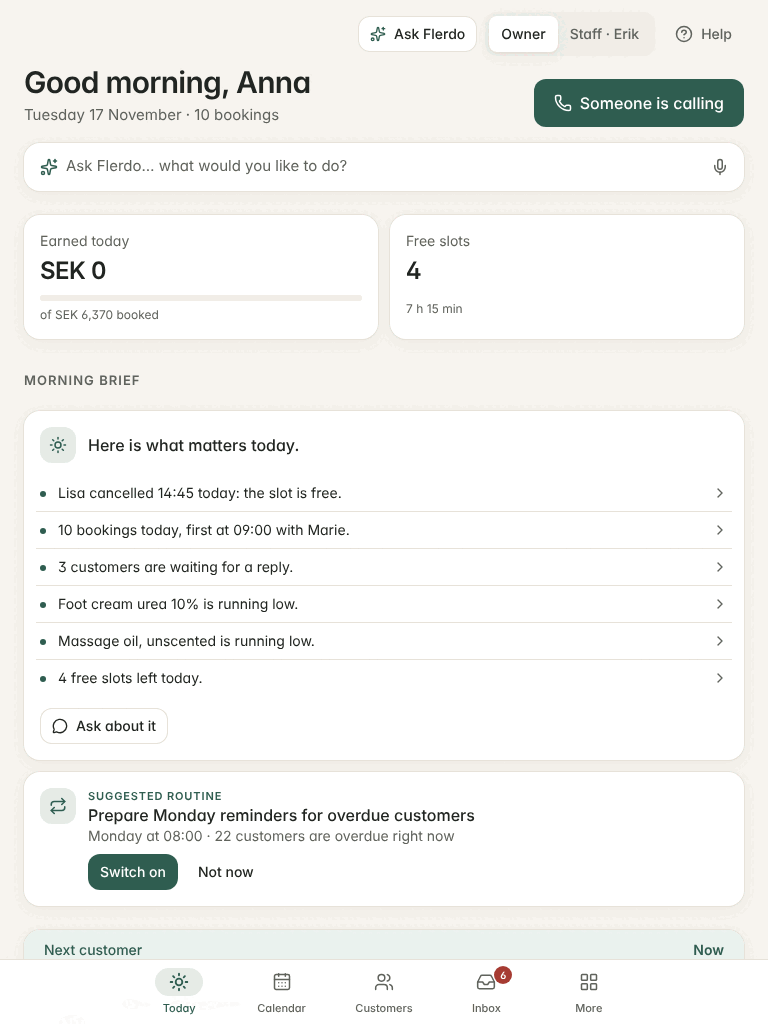 Ask Flerdo
Owner
Staff · Erik
Help
Good morning, Anna
Tuesday 17 November · 10 bookings
Someone is calling
Ask Flerdo... what would you like to do?
Earned today
SEK 0
of SEK 6,370 booked
Free slots
4
7 h 15 min
MORNING BRIEF
Here is what matters today.
Lisa cancelled 14:45 today: the slot is free.
10 bookings today, first at 09:00 with Marie.
3 customers are waiting for a reply.
Foot cream urea 10% is running low.
Massage oil, unscented is running low.
4 free slots left today.
Ask about it
SUGGESTED ROUTINE
Prepare Monday reminders for overdue customers
Monday at 08:00 · 22 customers are overdue right now
Switch on
Not now
Next customer
Now
6
Today
Calendar
Customers
Inbox
More